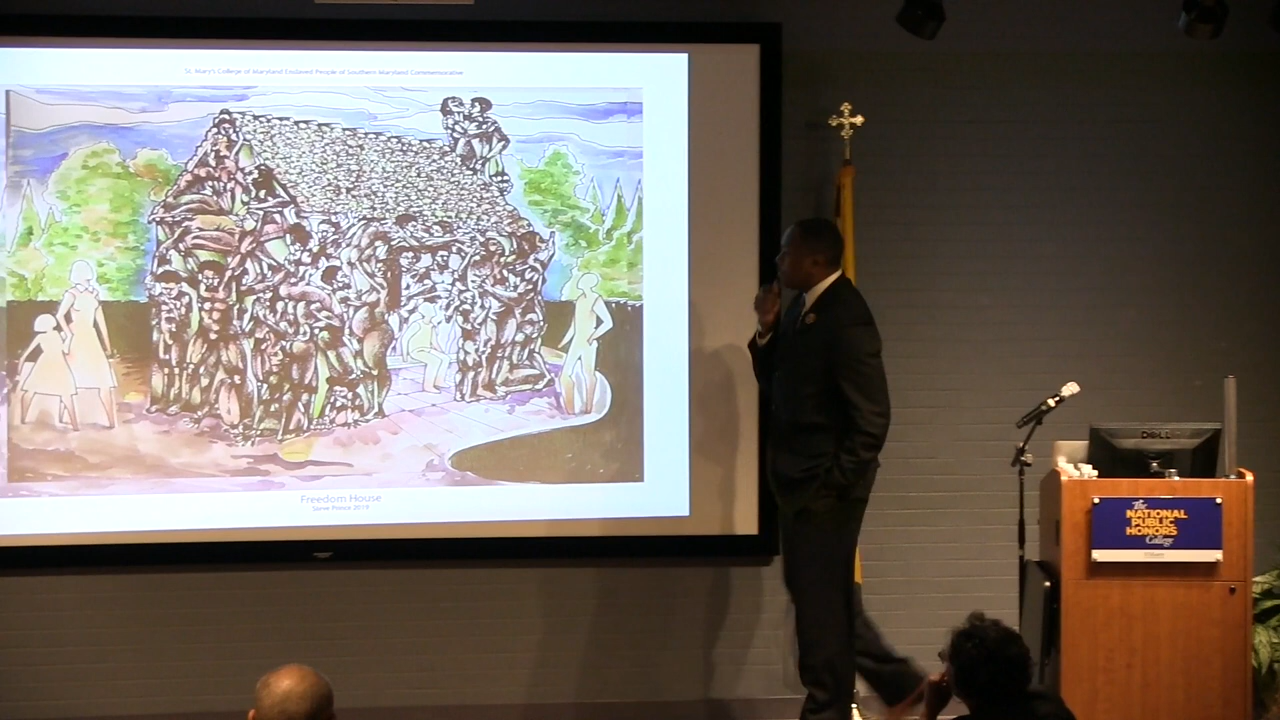 St. Mary's College of Maryland Enslaved People of Southern Maryland Commemorative
Freedom House
Steve Prince 2019
DELL
The
NATIONAL
PUBLIC
HONORS
College